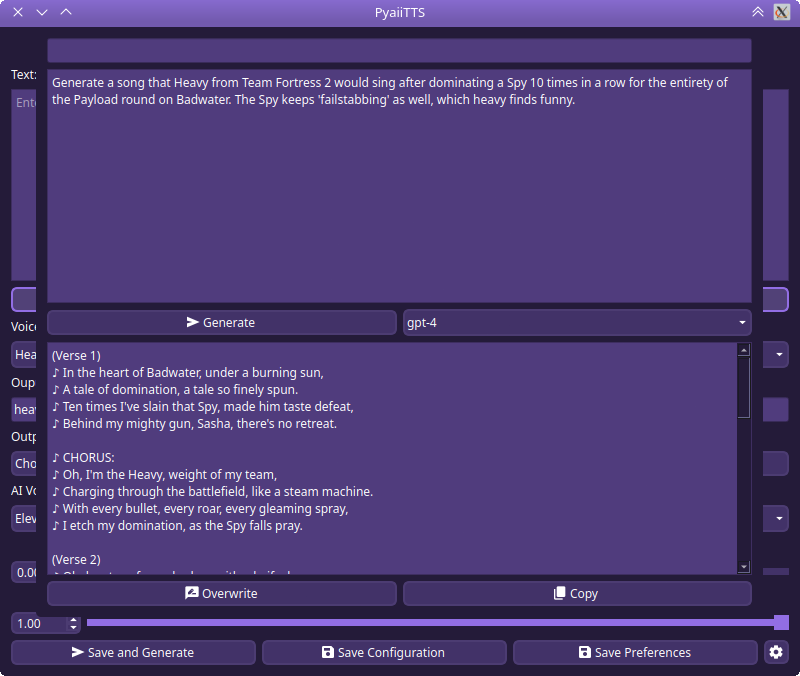 PyaiiTTS
Text:
Ente
Generate a song that Heavy from Team Fortress 2 would sing after dominating a Spy 10 times in a row for the entirety of
the Payload round on Badwater. The Spy keeps 'failstabbing' as well, which heavy finds funny.
Generate
gpt-4
Voice
Hea
Oup
heav
Outp
Cho
AI Vo
Elev
0.00
(Verse 1)
♪ In the heart of Badwater, under a burning sun,
♪ A tale of domination, a tale so finely spun.
♪ Ten times I've slain that Spy, made him taste defeat,
♪ Behind my mighty gun, Sasha, there's no retreat.
♪ CHORUS:
♪ Oh, I'm the Heavy, weight of my team,
♪ Charging through the battlefield, like a steam machine.
♪ With every bullet, every roar, every gleaming spray,
♪ I etch my domination, as the Spy falls pray.
(Verse 2)
Overwrite
Copy
1.00
Save and Generate
Save Configuration
Save Preferences